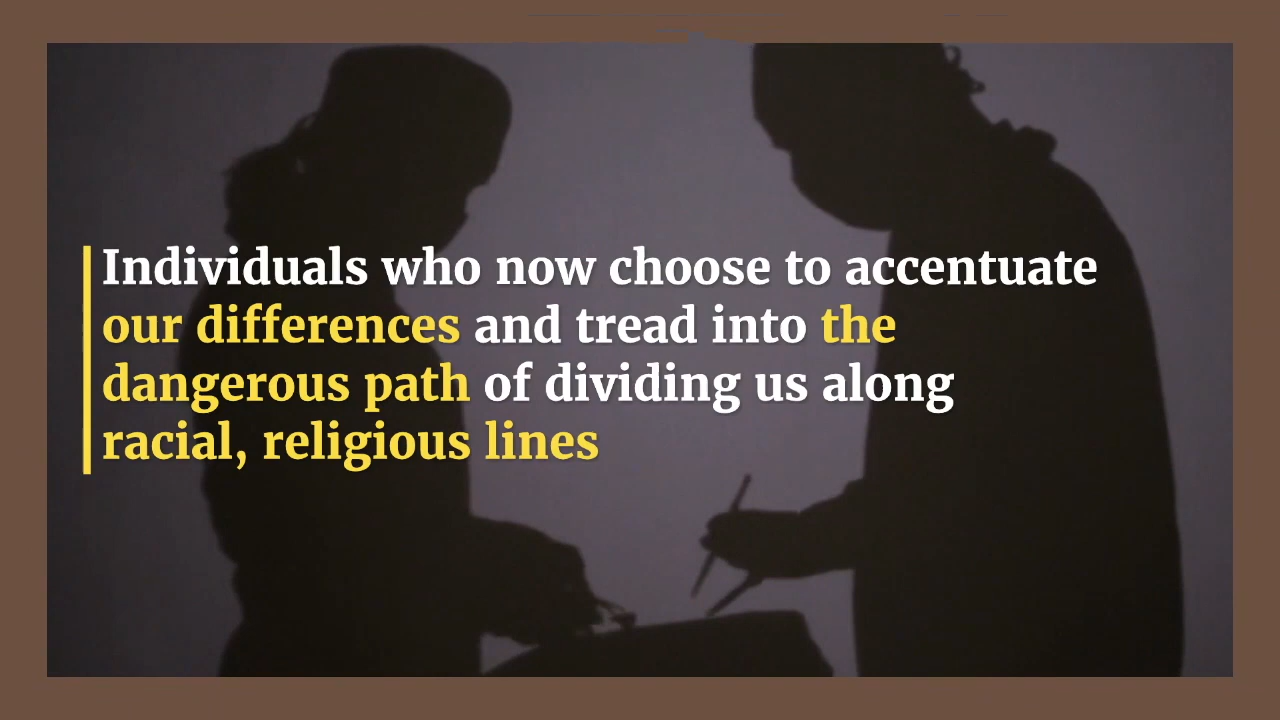 Individuals who now choose to accentuate
our differences and tread into the
dangerous path of dividing us along
racial, religious lines